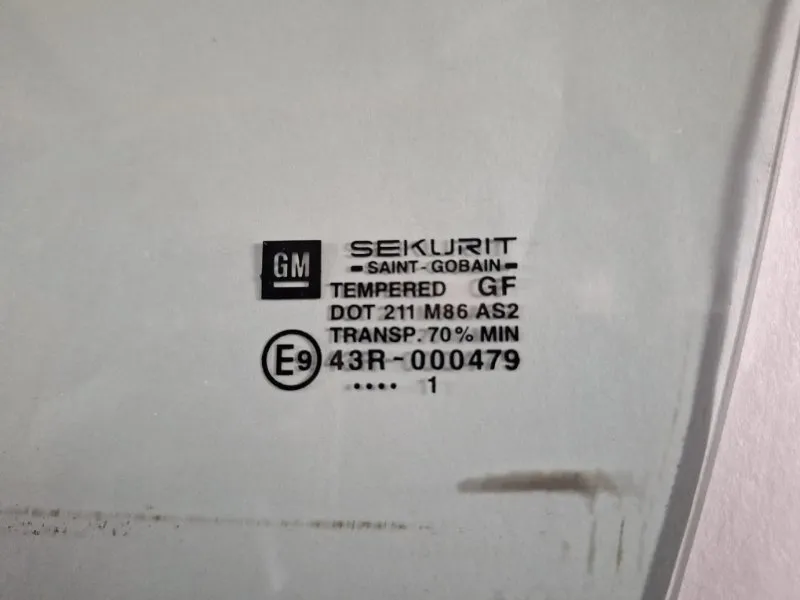 GM
SEKURIT
SAINT-GOBAIN
TEMPERED GF
DOT 211 M86 AS2
TRANSP. 70% MIN
E9 43R-000479
•••• 1